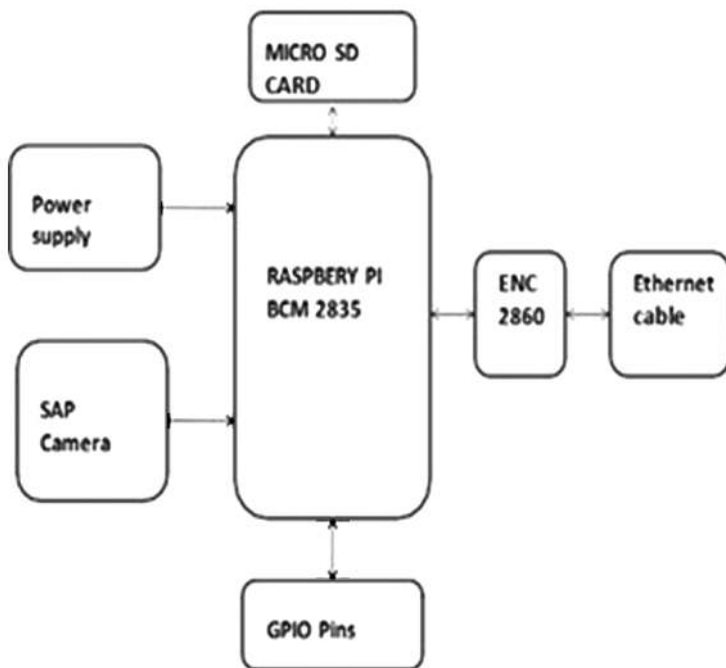 MICRO SD
CARD
Power
supply
RASPBERY PI
BCM 2835
ENC
2860
Ethernet
cable
SAP
Camera
GPIO Pins